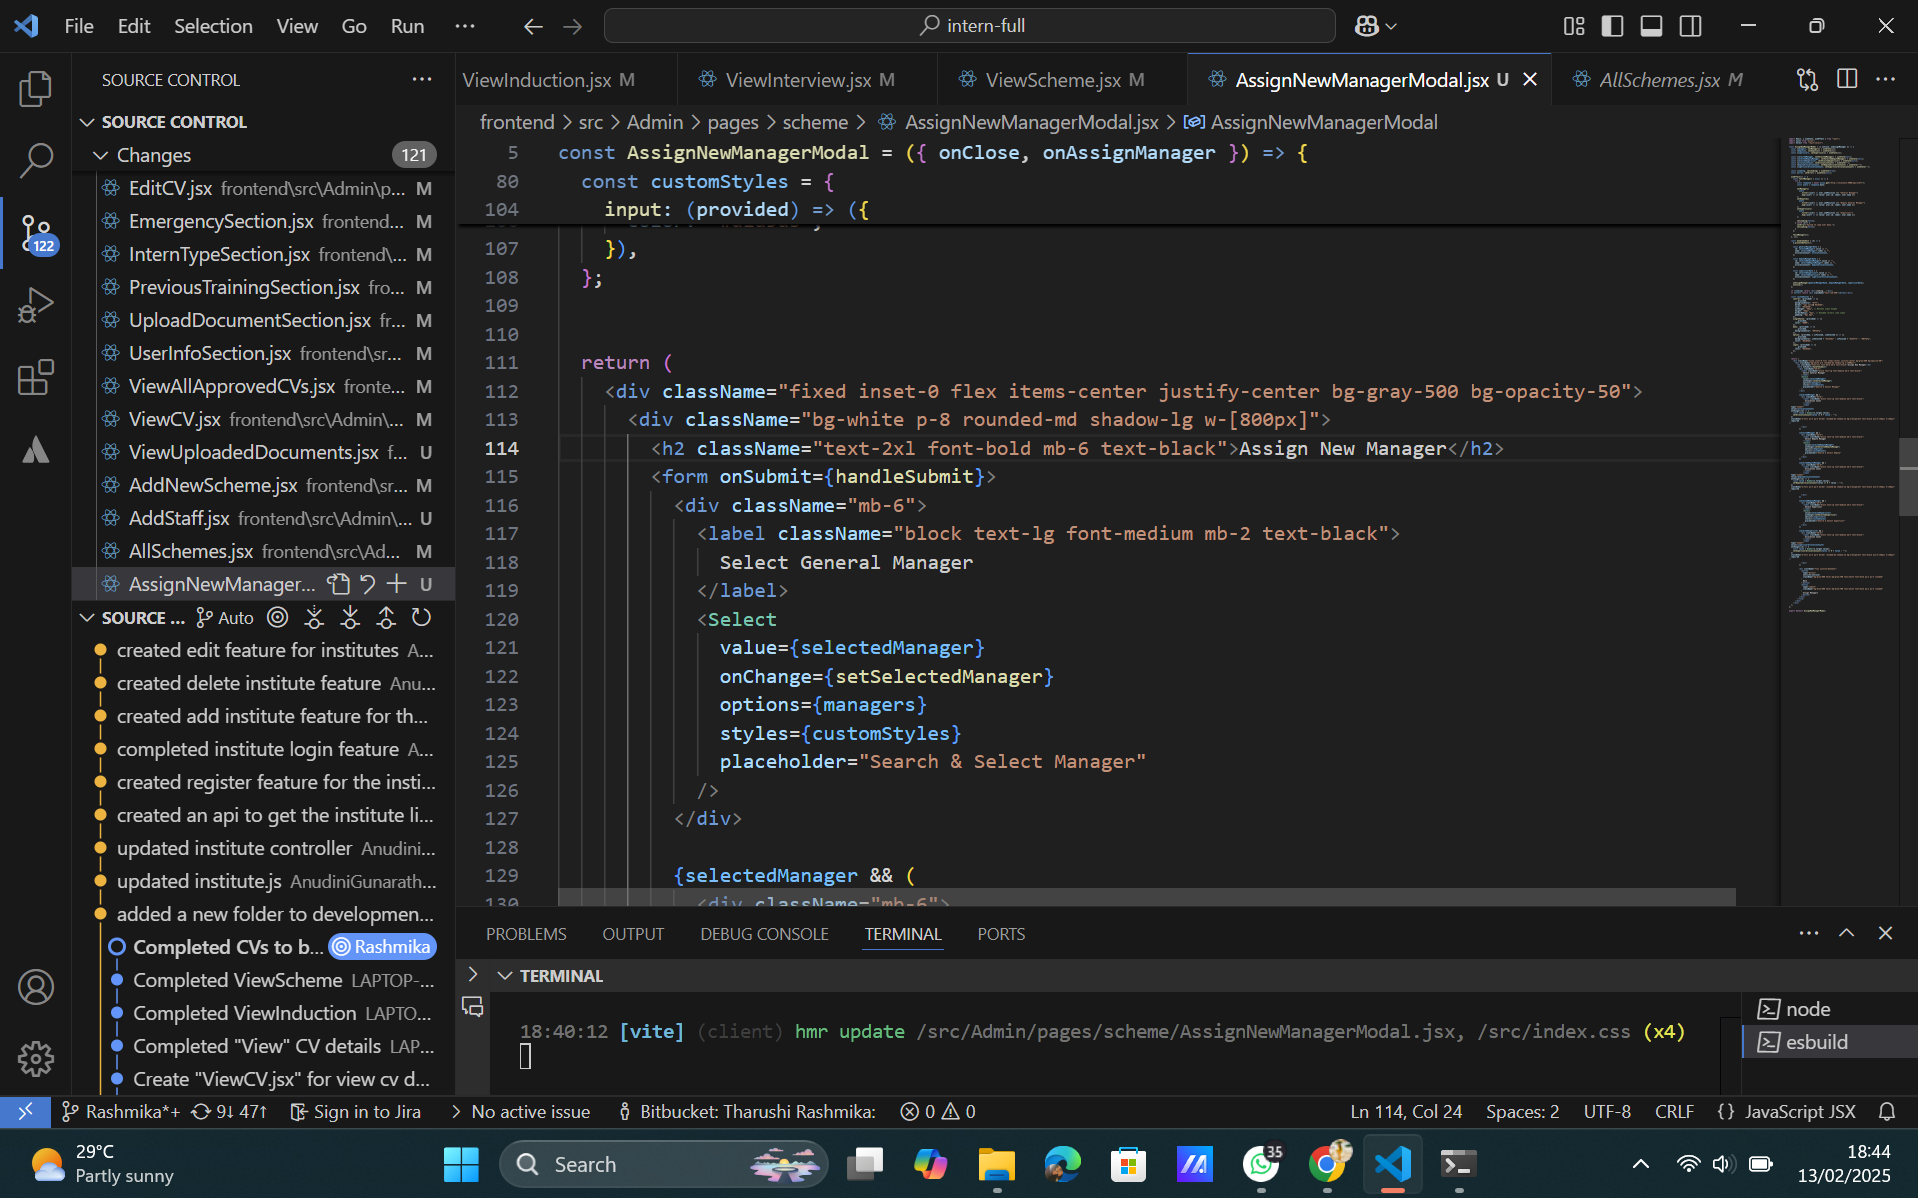 File Edit Selection View Go Run ···
intern-full
SOURCE CONTROL ···
SOURCE CONTROL
Changes 121
EditCV.jsx frontend\src\Admin\p... M
EmergencySection.jsx frontend... M
InternTypeSection.jsx frontend\... M
PreviousTrainingSection.jsx fro... M
UploadDocumentSection.jsx fr... M
UserInfoSection.jsx frontend\sr... M
ViewAllApprovedCVs.jsx fronte... M
ViewCV.jsx frontend\src\Admin\... M
ViewUploadedDocuments.jsx f... U
AddNewScheme.jsx frontend\sr... M
AddStaff.jsx frontend\src\Admin\... U
AllSchemes.jsx frontend\src\Ad... M
AssignNewManager... U
122
SOURCE ... Auto
created edit feature for institutes A...
created delete institute feature Anu...
created add institute feature for th...
completed institute login feature A...
created register feature for the insti...
created an api to get the institute li...
updated institute controller Anudini...
updated institute.js AnudiniGunarath...
added a new folder to developmen...
Completed CVs to b... Rashmika
Completed ViewScheme LAPTOP-...
Completed ViewInduction LAPTO...
Completed "View" CV details LAP...
Create "ViewCV.jsx" for view cv d...
ViewInduction.jsx M ViewInterview.jsx M ViewScheme.jsx M AssignNewManagerModal.jsx U AllSchemes.jsx M
frontend > src > Admin > pages > scheme > AssignNewManagerModal.jsx > AssignNewManagerModal
5 const AssignNewManagerModal = ({ onClose, onAssignManager }) => {
80 const customStyles = {
104 input: (provided) => ({
107 }),
108 };
109
110
111 return (
112 <div className="fixed inset-0 flex items-center justify-center bg-gray-500 bg-opacity-50">
113 <div className="bg-white p-8 rounded-md shadow-lg w-[800px]">
114 <h2 className="text-2xl font-bold mb-6 text-black">Assign New Manager</h2>
115 <form onSubmit={handleSubmit}>
116 <div className="mb-6">
117 <label className="block text-lg font-medium mb-2 text-black">
118 Select General Manager
119 </label>
120 <Select
121 value={selectedManager}
122 onChange={setSelectedManager}
123 options={managers}
124 styles={customStyles}
125 placeholder="Search & Select Manager"
126 />
127 </div>
128
129 {selectedManager && (
130 <div className="mb-6">
PROBLEMS OUTPUT DEBUG CONSOLE TERMINAL PORTS ···
TERMINAL
18:40:12 [vite] (client) hmr update /src/Admin/pages/scheme/AssignNewManagerModal.jsx, /src/index.css (x4)
node
esbuild
Rashmika*+ 9↓ 47↑ Sign in to Jira > No active issue Bitbucket: Tharushi Rashmika: 0 0 Ln 114, Col 24 Spaces: 2 UTF-8 CRLF {} JavaScript JSX
29°C
Partly sunny
Search
35
18:44
13/02/2025